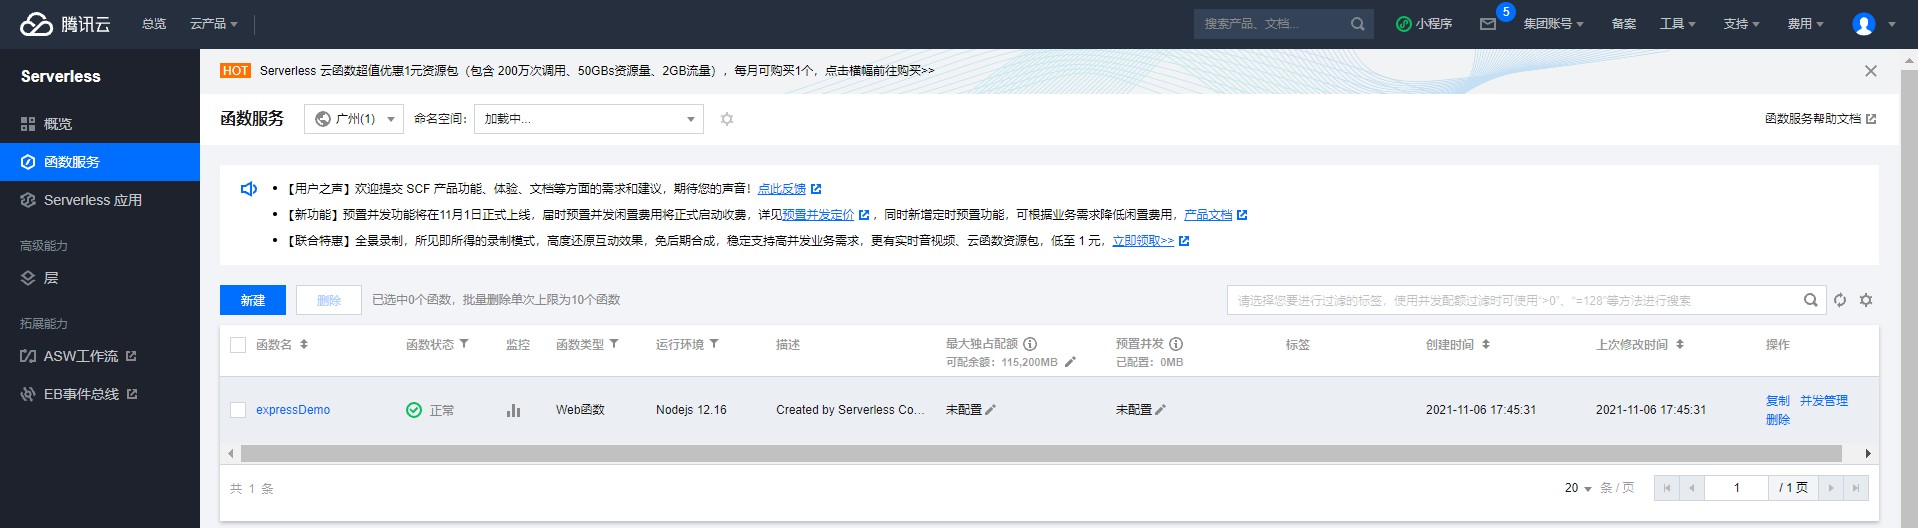 腾讯云 总览 云产品 搜索产品、文档... 小程序 5 集团账号 备案 工具 支持 费用
Serverless
概览
函数服务
Serverless 应用
高级能力
层
拓展能力
ASW工作流
EB事件总线
HOT Serverless 云函数超值优惠1元资源包（包含 200万次调用、50GBs资源量、2GB流量），每月可购买1个，点击横幅前往购买>>
函数服务 广州(1) 命名空间： 加载中... 函数服务帮助文档
• 【用户之声】欢迎提交 SCF 产品功能、体验、文档等方面的需求和建议，期待您的声音！点此反馈
• 【新功能】预置并发功能将在11月1日正式上线，届时预置并发闲置费用将正式启动收费，详见预置并发定价 ，同时新增定时预置功能，可根据业务需求降低闲置费用，产品文档
• 【联合特惠】全景录制，所见即所得的录制模式，高度还原互动效果，免后期合成，稳定支持高并发业务需求，更有实时音视频、云函数资源包，低至 1 元，立即领取>>
新建 删除 已选中0个函数，批量删除单次上限为10个函数 请选择您要进行过滤的标签，使用并发配额过滤时可使用“>0”、“=128”等方法进行搜索
函数名 函数状态 监控 函数类型 运行环境 描述 最大独占配额 预置并发 标签 创建时间 上次修改时间 操作
可配余额：115,200MB 已配置：0MB
expressDemo 正常 Web函数 Nodejs 12.16 Created by Serverless Co... 未配置 未配置 2021-11-06 17:45:31 2021-11-06 17:45:31 复制 并发管理
删除
共 1 条 20 条 / 页 1 / 1 页